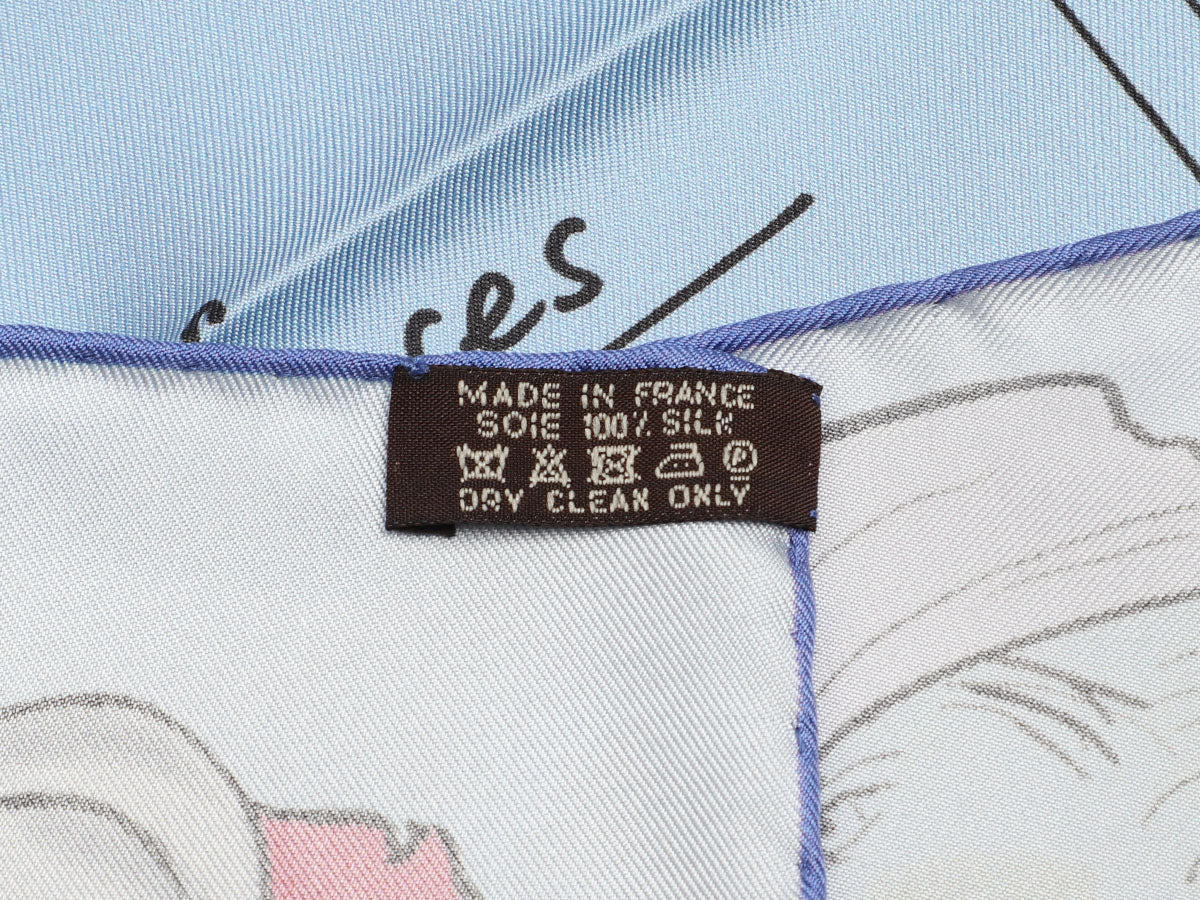 MADE IN FRANCE
SOIE 100% SILK
DRY CLEAN ONLY